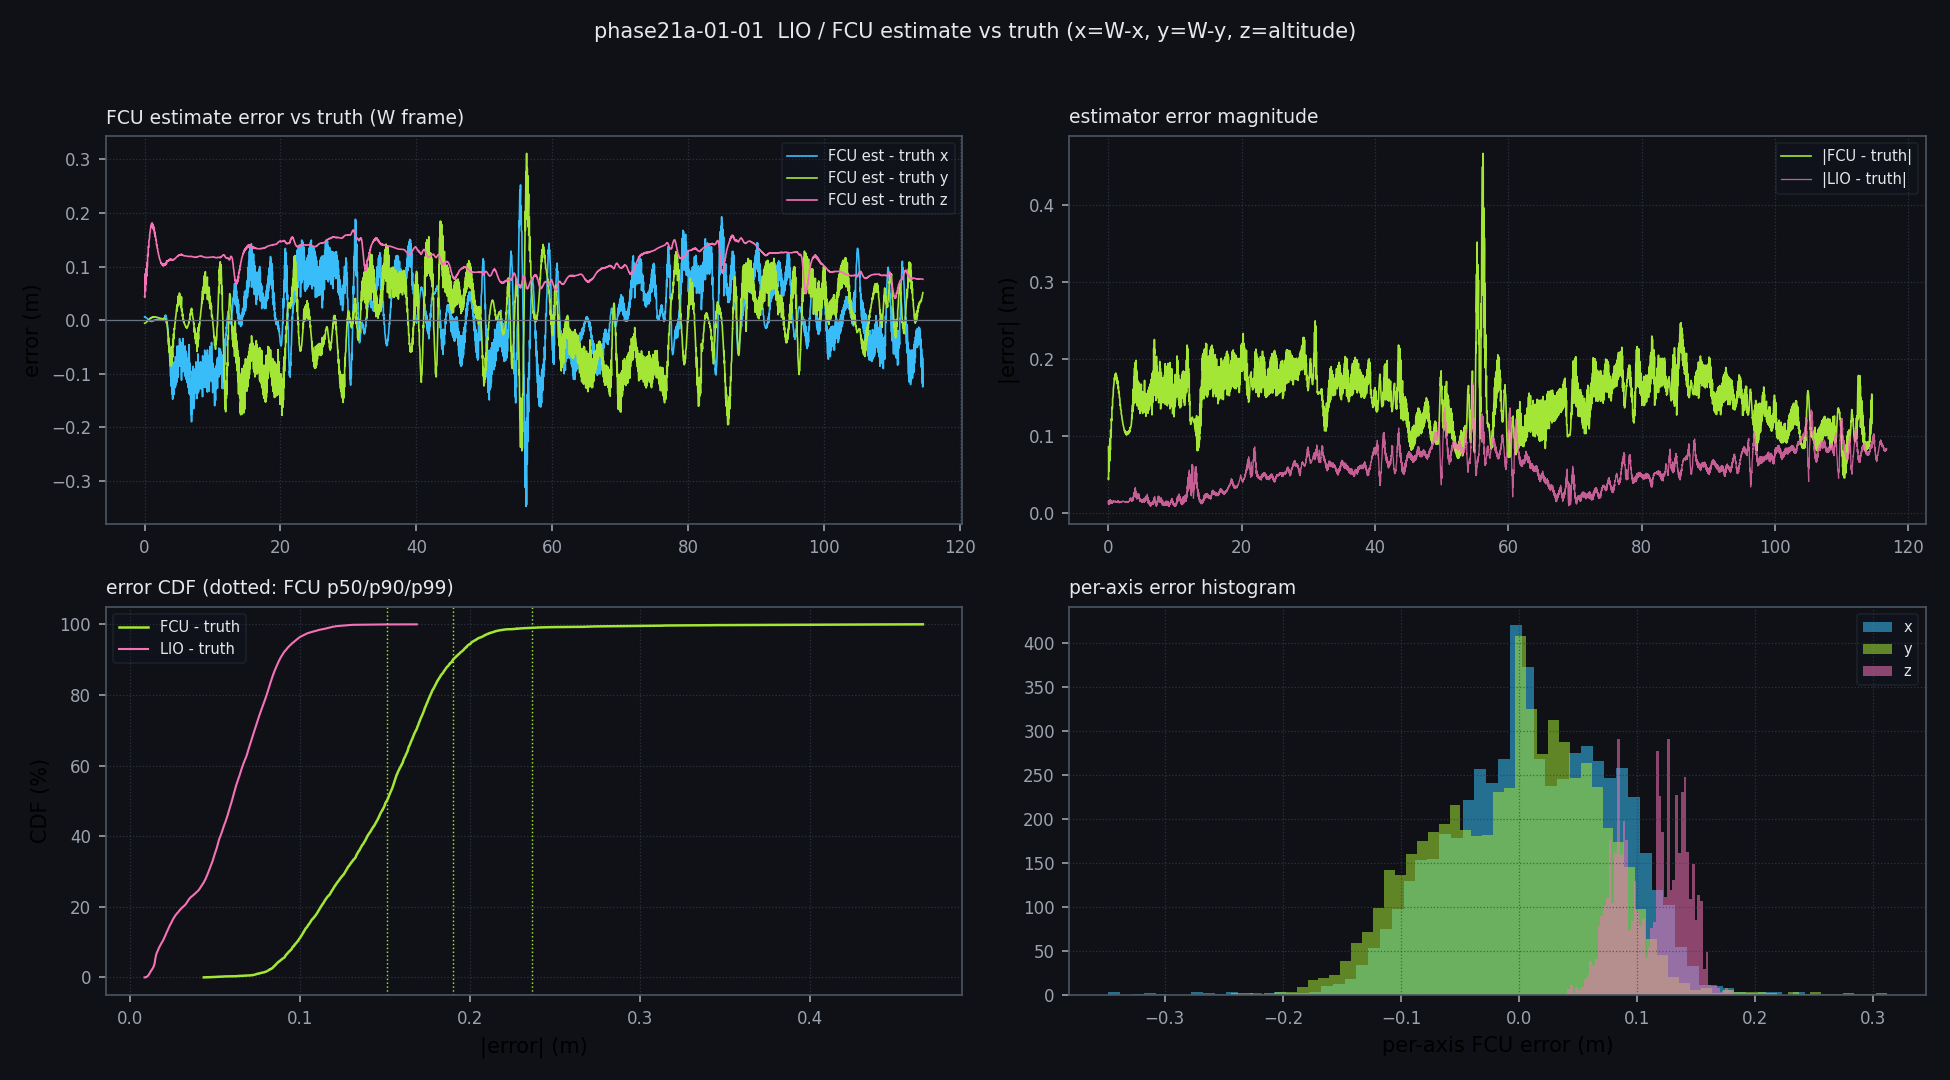 phase21a-01-01  LIO / FCU estimate vs truth (x=W-x, y=W-y, z=altitude)
FCU estimate error vs truth (W frame)
error (m)
0.3
0.2
0.1
0.0
−0.1
−0.2
−0.3
FCU est - truth x
FCU est - truth y
FCU est - truth z
0 20 40 60 80 100 120
estimator error magnitude
|error| (m)
0.4
0.3
0.2
0.1
0.0
|FCU - truth|
|LIO - truth|
0 20 40 60 80 100 120
error CDF (dotted: FCU p50/p90/p99)
CDF (%)
100
80
60
40
20
0
FCU - truth
LIO - truth
0.0 0.1 0.2 0.3 0.4
|error| (m)
per-axis error histogram
400
350
300
250
200
150
100
50
0
x
y
z
−0.3 −0.2 −0.1 0.0 0.1 0.2 0.3
per-axis FCU error (m)